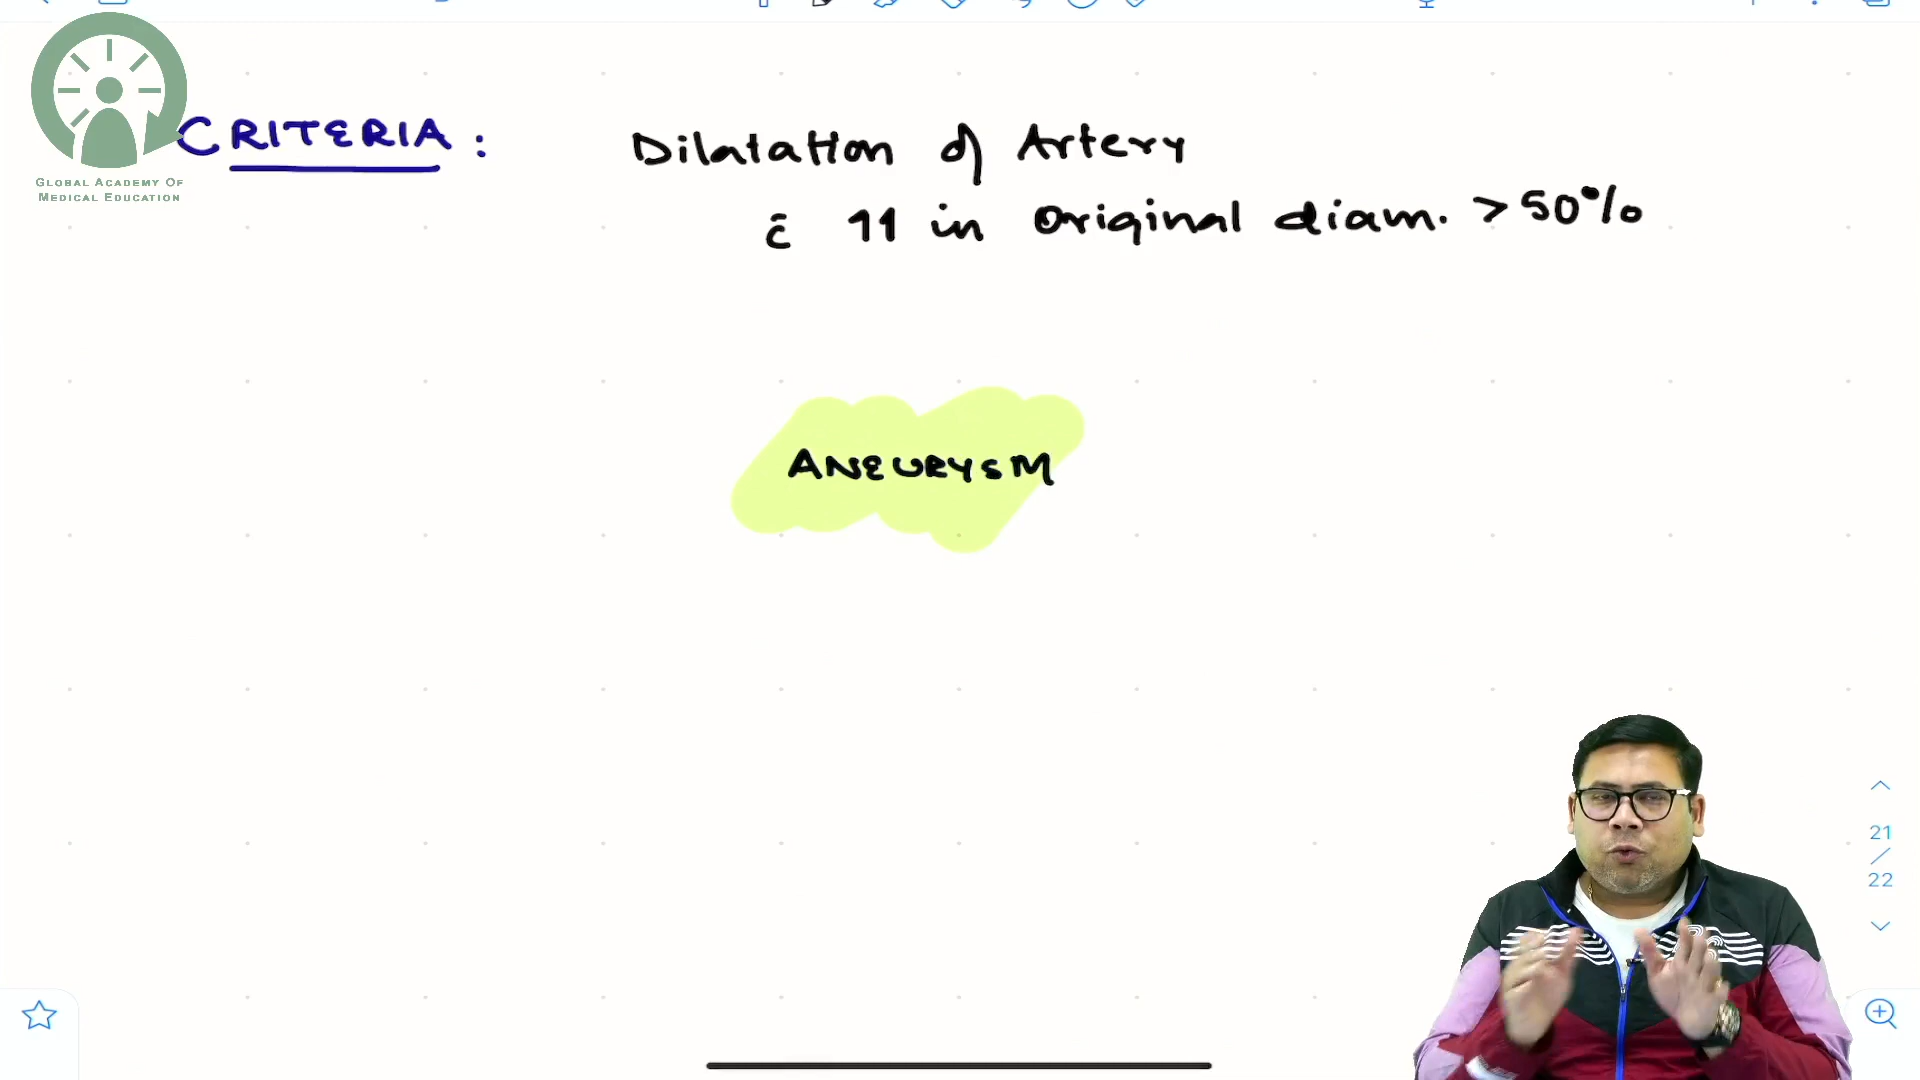 GLOBAL ACADEMY OF
MEDICAL EDUCATION
CRITERIA :
Dilatation of Artery
c̄ ↑↑ in original diam. > 50%
ANEURYSM
21
/
22